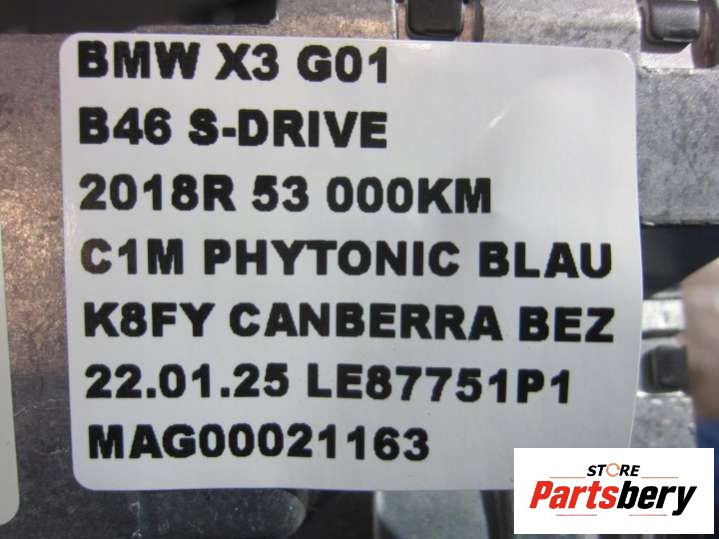 BMW X3 G01
B46 S-DRIVE
2018R 53 000KM
C1M PHYTONIC BLAU
K8FY CANBERRA BEZ
22.01.25 LE87751P1
MAG00021163
STORE
Partsbery